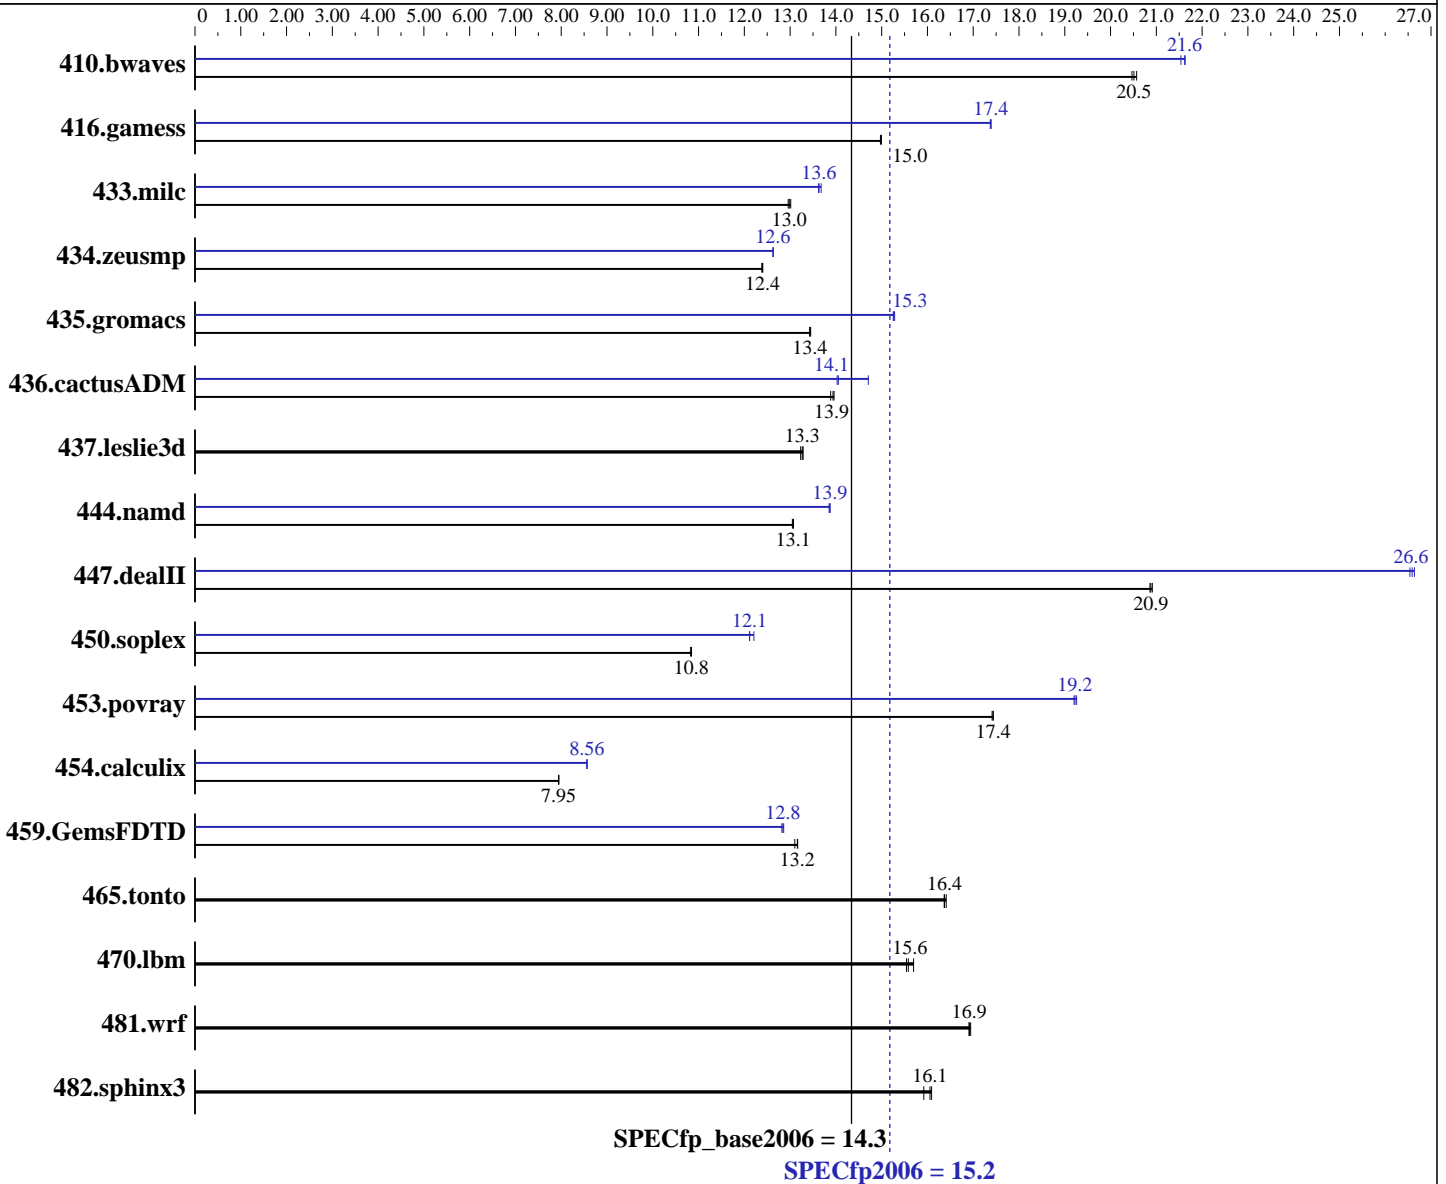 0 1.00 2.00 3.00 4.00 5.00 6.00 7.00 8.00 9.00 10.0 11.0 12.0 13.0 14.0 15.0 16.0 17.0 18.0 19.0 20.0 21.0 22.0 23.0 24.0 25.0 27.0
21.6
410.bwaves
20.5
17.4
416.gamess
15.0
13.6
433.milc
13.0
12.6
434.zeusmp
12.4
15.3
435.gromacs
13.4
14.1
436.cactusADM
13.9
13.3
437.leslie3d
13.9
444.namd
13.1
26.6
447.dealII
20.9
12.1
450.soplex
10.8
19.2
453.povray
17.4
8.56
454.calculix
7.95
12.8
459.GemsFDTD
13.2
16.4
465.tonto
15.6
470.lbm
16.9
481.wrf
16.1
482.sphinx3
SPECfp_base2006 = 14.3
SPECfp2006 = 15.2